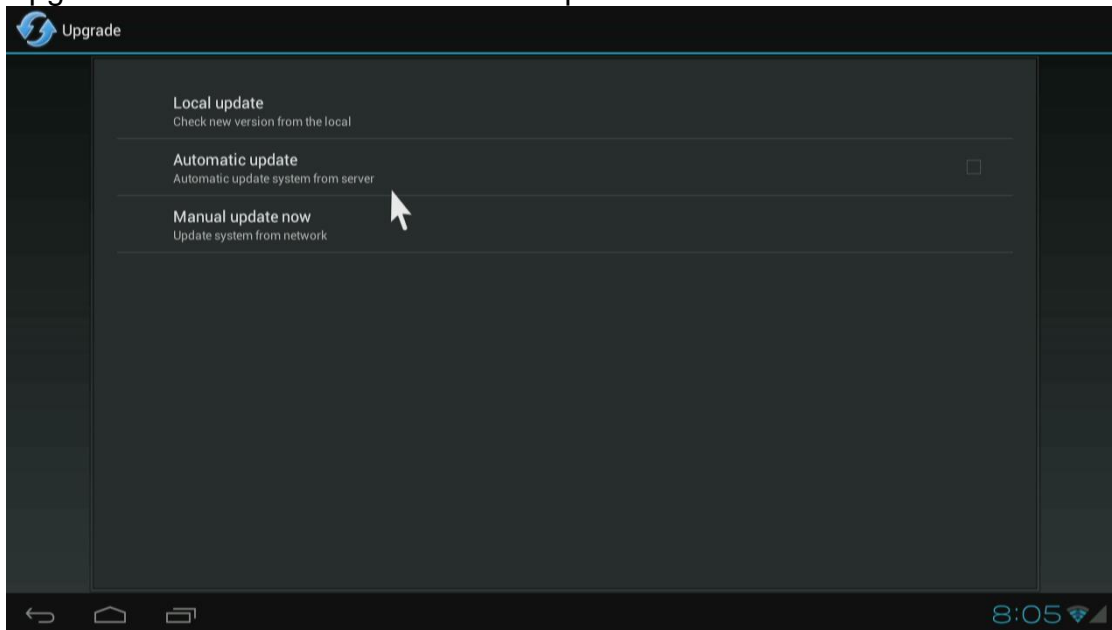 Upgrade
Local update
Check new version from the local
Automatic update
Automatic update system from server
Manual update now
Update system from network
8:05